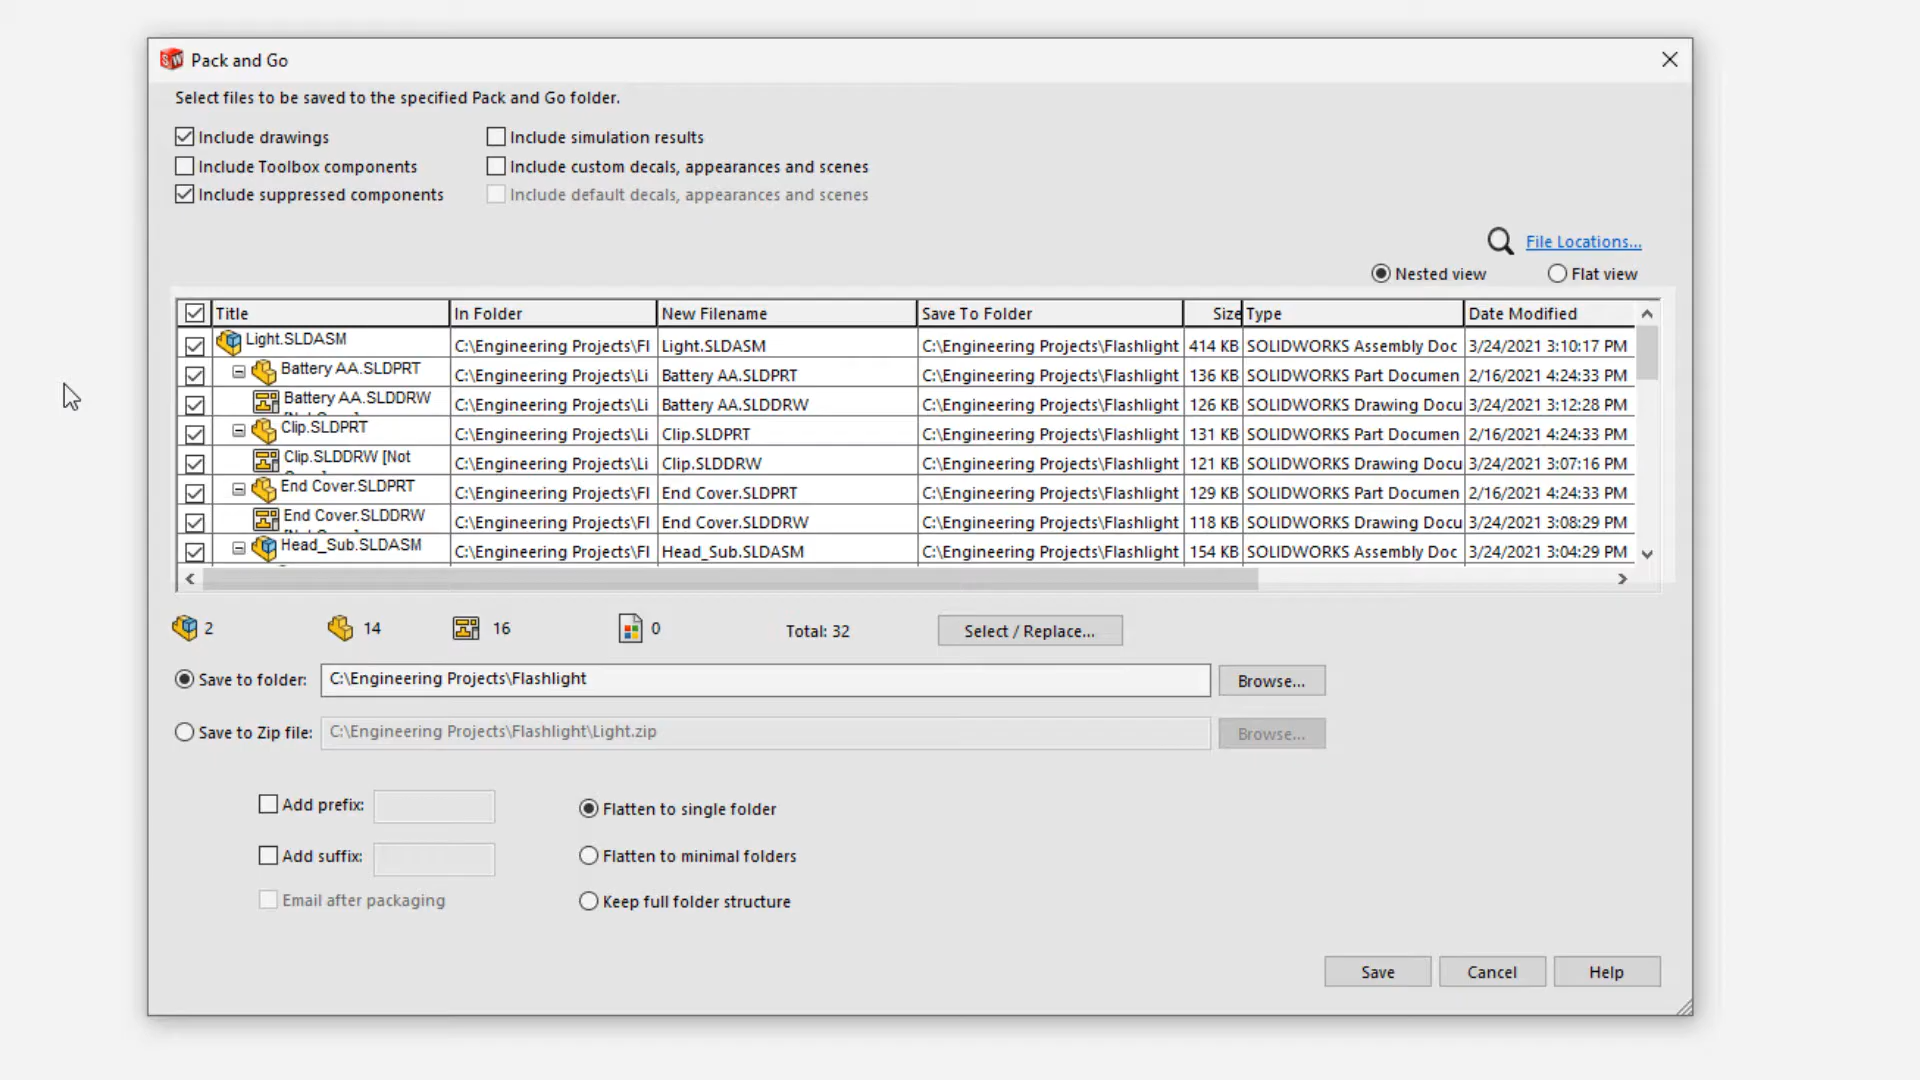 Pack and Go
Select files to be saved to the specified Pack and Go folder.
Include drawings
Include simulation results
Include Toolbox components
Include custom decals, appearances and scenes
Include suppressed components
Include default decals, appearances and scenes
File Locations...
Nested view Flat view
Title In Folder New Filename Save To Folder Size Type Date Modified
Light.SLDASM C:\Engineering Projects\Fl Light.SLDASM C:\Engineering Projects\Flashlight 414 KB SOLIDWORKS Assembly Doc 3/24/2021 3:10:17 PM
Battery AA.SLDPRT C:\Engineering Projects\Li Battery AA.SLDPRT C:\Engineering Projects\Flashlight 136 KB SOLIDWORKS Part Documen 2/16/2021 4:24:33 PM
Battery AA.SLDDRW C:\Engineering Projects\Li Battery AA.SLDDRW C:\Engineering Projects\Flashlight 126 KB SOLIDWORKS Drawing Docu 3/24/2021 3:12:28 PM
Clip.SLDPRT C:\Engineering Projects\Li Clip.SLDPRT C:\Engineering Projects\Flashlight 131 KB SOLIDWORKS Part Documen 2/16/2021 4:24:33 PM
Clip.SLDDRW [Not C:\Engineering Projects\Li Clip.SLDDRW C:\Engineering Projects\Flashlight 121 KB SOLIDWORKS Drawing Docu 3/24/2021 3:07:16 PM
End Cover.SLDPRT C:\Engineering Projects\Fl End Cover.SLDPRT C:\Engineering Projects\Flashlight 129 KB SOLIDWORKS Part Documen 2/16/2021 4:24:33 PM
End Cover.SLDDRW C:\Engineering Projects\Fl End Cover.SLDDRW C:\Engineering Projects\Flashlight 118 KB SOLIDWORKS Drawing Docu 3/24/2021 3:08:29 PM
Head_Sub.SLDASM C:\Engineering Projects\Fl Head_Sub.SLDASM C:\Engineering Projects\Flashlight 154 KB SOLIDWORKS Assembly Doc 3/24/2021 3:04:29 PM
2 14 16 0 Total: 32 Select / Replace...
Save to folder: C:\Engineering Projects\Flashlight Browse...
Save to Zip file: C:\Engineering Projects\Flashlight\Light.zip Browse...
Add prefix:
Flatten to single folder
Add suffix:
Flatten to minimal folders
Email after packaging
Keep full folder structure
Save Cancel Help